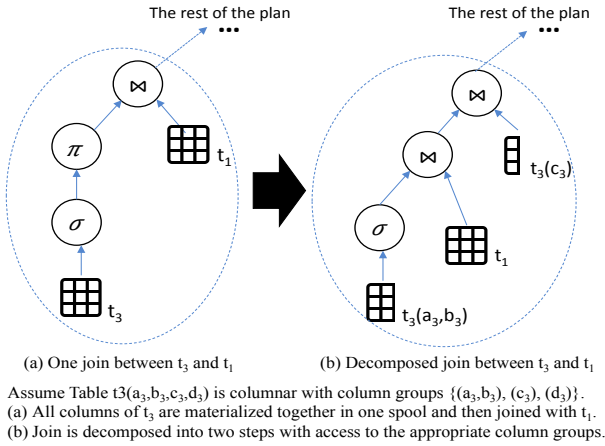 The rest of the plan
...
The rest of the plan
...
⋈
⋈
π
t₁
⋈
t₃(c₃)
σ
σ
t₁
t₃
t₃(a₃,b₃)
(a) One join between t₃ and t₁
(b) Decomposed join between t₃ and t₁
Assume Table t3(a₃,b₃,c₃,d₃) is columnar with column groups {(a₃,b₃), (c₃), (d₃)}.
(a) All columns of t₃ are materialized together in one spool and then joined with t₁.
(b) Join is decomposed into two steps with access to the appropriate column groups.